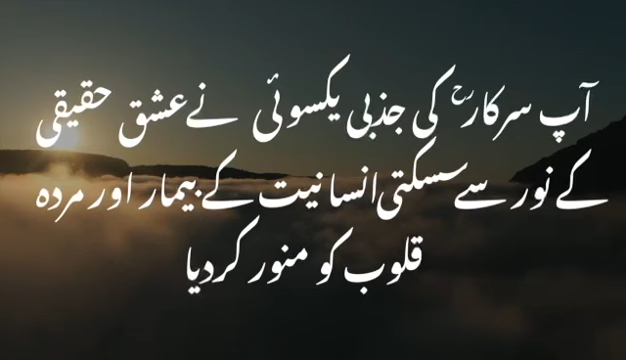 آپ سرکارؒ کی جذبی یکسوئی نے عشق حقیقی
کے نور سے سسکتی انسانیت کے بیمار اور مردہ
قلوب کو منور کردیا